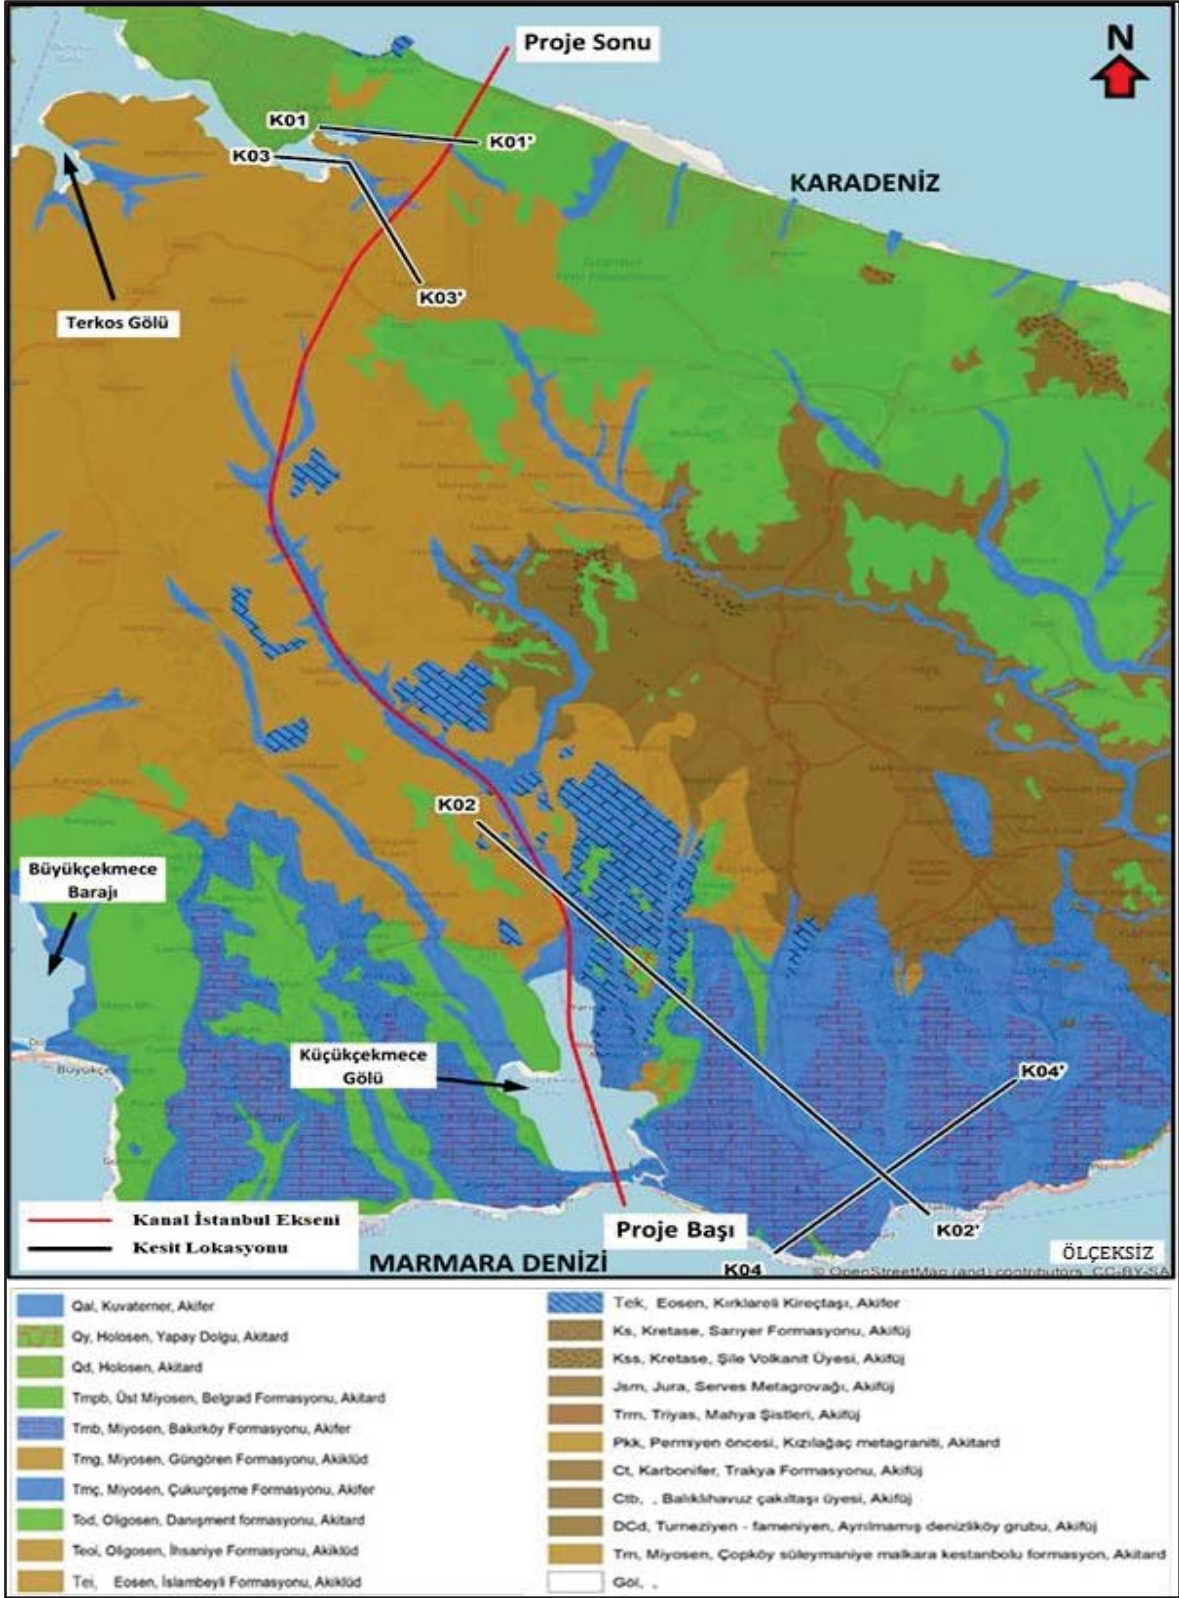 Proje Sonu
N
K01
K01'
K03
KARADENİZ
K03'
Terkos Gölü
K02
Büyükçekmece
Barajı
Küçükçekmece
Gölü
K04'
Kanal İstanbul Ekseni
Kesit Lokasyonu
Proje Başı
K02'
MARMARA DENİZİ
K04
ÖLÇEKSİZ
© OpenStreetMap (and) contributors, CC-BY-SA
Qal, Kuvaterner, Akifer
Qy, Holosen, Yapay Dolgu, Akitard
Qd, Holosen, Akitard
Tmpb, Üst Miyosen, Belgrad Formasyonu, Akitard
Tmb, Miyosen, Bakırköy Formasyonu, Akifer
Tmg, Miyosen, Güngören Formasyonu, Akiklüd
Tmç, Miyosen, Çukurçeşme Formasyonu, Akifer
Tod, Oligosen, Danışment formasyonu, Akitard
Teoi, Oligosen, İhsaniye Formasyonu, Akiklüd
Tei, Eosen, İslambeyli Formasyonu, Akiklüd
Tek, Eosen, Kırklareli Kireçtaşı, Akifer
Ks, Kretase, Sarıyer Formasyonu, Akifüj
Kss, Kretase, Şile Volkanit Üyesi, Akifüj
Jsm, Jura, Serves Metagrovağı, Akifüj
Trm, Triyas, Mahya Şistleri, Akifüj
Pkk, Permiyen öncesi, Kızılağaç metagraniti, Akitard
Ct, Karbonifer, Trakya Formasyonu, Akifüj
Ctb, , Balıklıhavuz çakıltaşı üyesi, Akifüj
DCd, Turneziyen - fameniyen, Ayrılmamış denizliköy grubu, Akifüj
Tm, Miyosen, Çopköy süleymaniye malkara kestanbolu formasyon, Akitard
Göl, ,